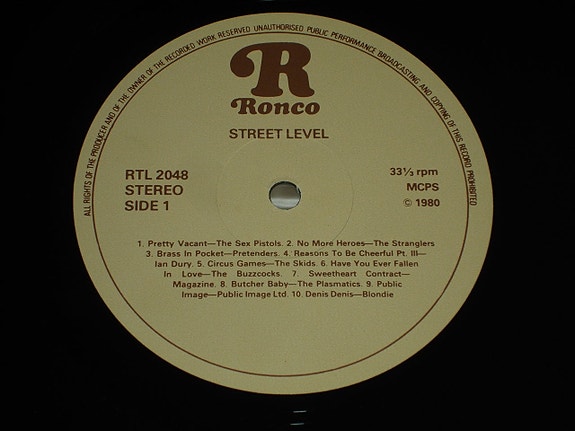 ALL RIGHTS OF THE PRODUCER AND OF THE OWNER OF THE RECORDED WORK RESERVED UNAUTHORISED PUBLIC PERFORMANCE BROADCASTING AND COPYING OF THIS RECORD PROHIBITED
R
Ronco
STREET LEVEL
RTL 2048
STEREO
SIDE 1
33⅓ rpm
MCPS
© 1980
1. Pretty Vacant—The Sex Pistols. 2. No More Heroes—The Stranglers
3. Brass In Pocket—Pretenders. 4. Reasons To Be Cheerful Pt. III—
Ian Dury. 5. Circus Games—The Skids. 6. Have You Ever Fallen
In Love—The Buzzcocks. 7. Sweetheart Contract—
Magazine. 8. Butcher Baby—The Plasmatics. 9. Public
Image—Public Image Ltd. 10. Denis Denis—Blondie